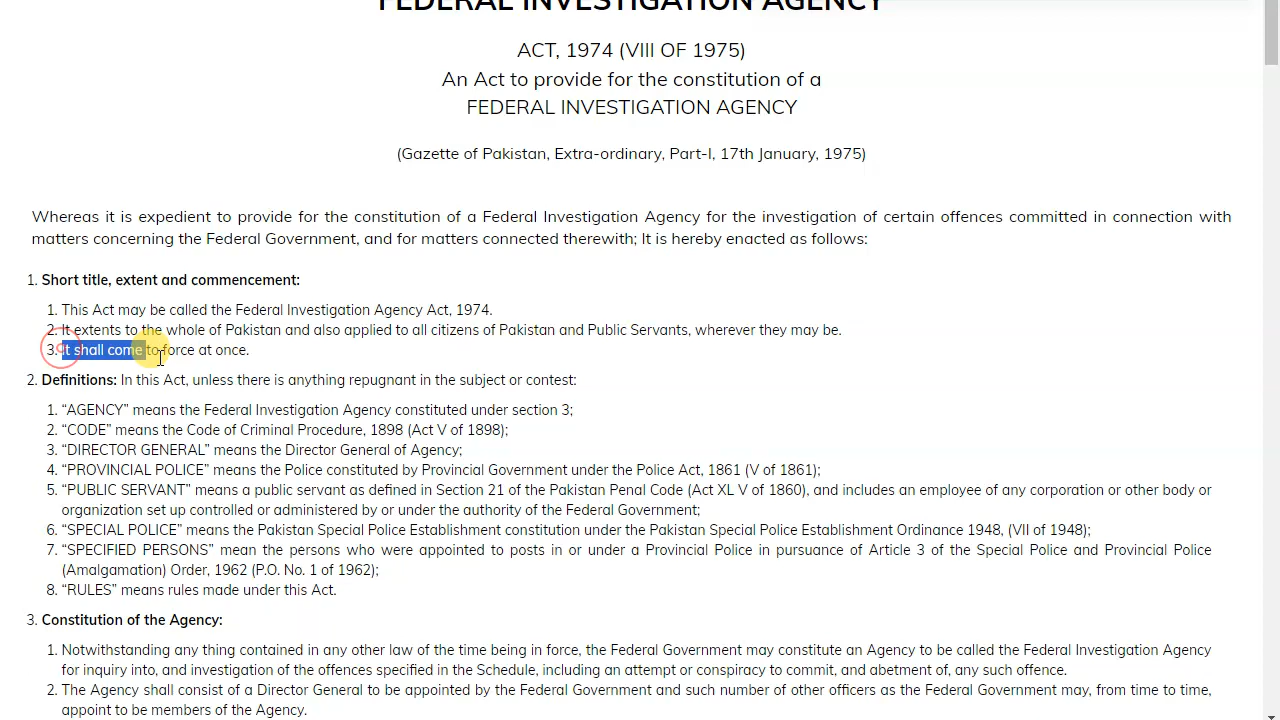 FEDERAL INVESTIGATION AGENCY
ACT, 1974 (VIII OF 1975)
An Act to provide for the constitution of a
FEDERAL INVESTIGATION AGENCY
(Gazette of Pakistan, Extra-ordinary, Part-I, 17th January, 1975)
Whereas it is expedient to provide for the constitution of a Federal Investigation Agency for the investigation of certain offences committed in connection with
matters concerning the Federal Government, and for matters connected therewith; It is hereby enacted as follows:
1. Short title, extent and commencement:
1. This Act may be called the Federal Investigation Agency Act, 1974.
2. It extents to the whole of Pakistan and also applied to all citizens of Pakistan and Public Servants, wherever they may be.
3. It shall come to force at once.
2. Definitions: In this Act, unless there is anything repugnant in the subject or contest:
1. “AGENCY” means the Federal Investigation Agency constituted under section 3;
2. “CODE” means the Code of Criminal Procedure, 1898 (Act V of 1898);
3. “DIRECTOR GENERAL” means the Director General of Agency;
4. “PROVINCIAL POLICE” means the Police constituted by Provincial Government under the Police Act, 1861 (V of 1861);
5. “PUBLIC SERVANT” means a public servant as defined in Section 21 of the Pakistan Penal Code (Act XL V of 1860), and includes an employee of any corporation or other body or
organization set up controlled or administered by or under the authority of the Federal Government;
6. “SPECIAL POLICE” means the Pakistan Special Police Establishment constitution under the Pakistan Special Police Establishment Ordinance 1948, (VII of 1948);
7. “SPECIFIED PERSONS” mean the persons who were appointed to posts in or under a Provincial Police in pursuance of Article 3 of the Special Police and Provincial Police
(Amalgamation) Order, 1962 (P.O. No. 1 of 1962);
8. “RULES” means rules made under this Act.
3. Constitution of the Agency:
1. Notwithstanding any thing contained in any other law of the time being in force, the Federal Government may constitute an Agency to be called the Federal Investigation Agency
for inquiry into, and investigation of the offences specified in the Schedule, including an attempt or conspiracy to commit, and abetment of, any such offence.
2. The Agency shall consist of a Director General to be appointed by the Federal Government and such number of other officers as the Federal Government may, from time to time,
appoint to be members of the Agency.